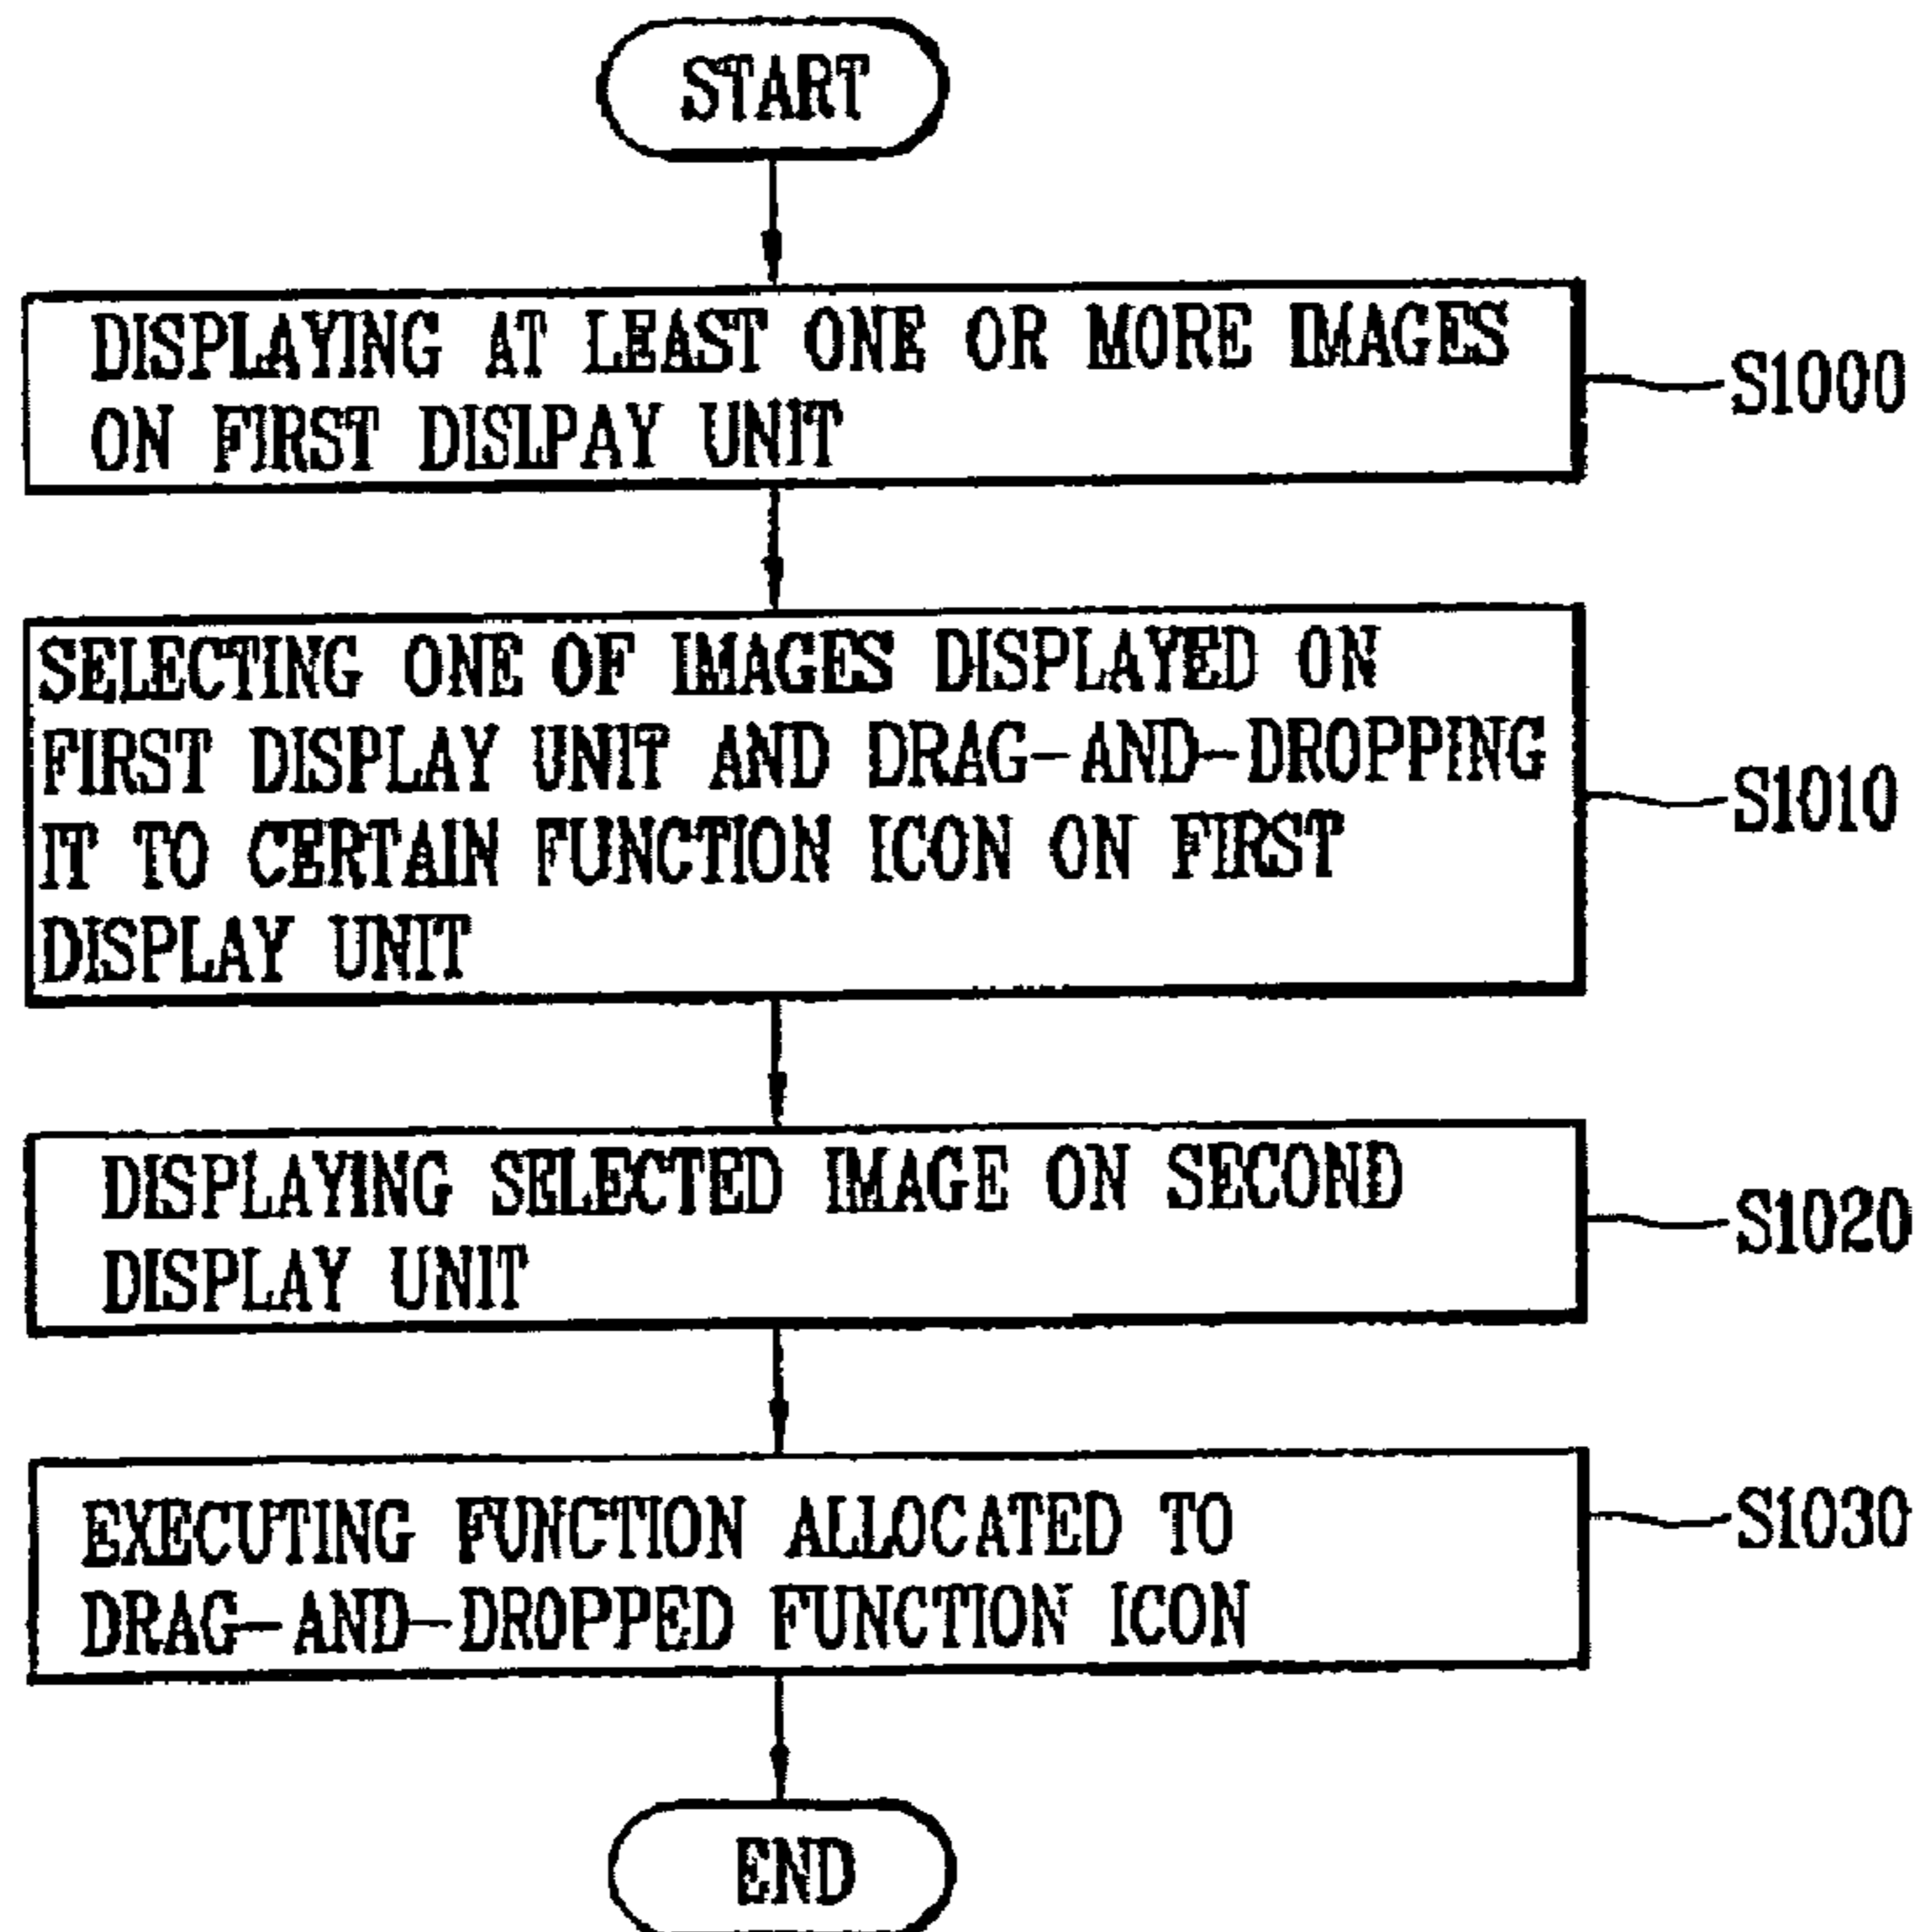 START
DISPLAYING AT LEAST ONE OR MORE IMAGES
ON FIRST DISLPAY UNIT
S1000
SELECTING ONE OF IMAGES DISPLAYED ON
FIRST DISPLAY UNIT AND DRAG-AND-DROPPING
IT TO CERTAIN FUNCTION ICON ON FIRST
DISPLAY UNIT
S1010
DISPLAYING SELECTED IMAGE ON SECOND
DISPLAY UNIT
S1020
EXECUTING FUNCTION ALLOCATED TO
DRAG-AND-DROPPED FUNCTION ICON
S1030
END